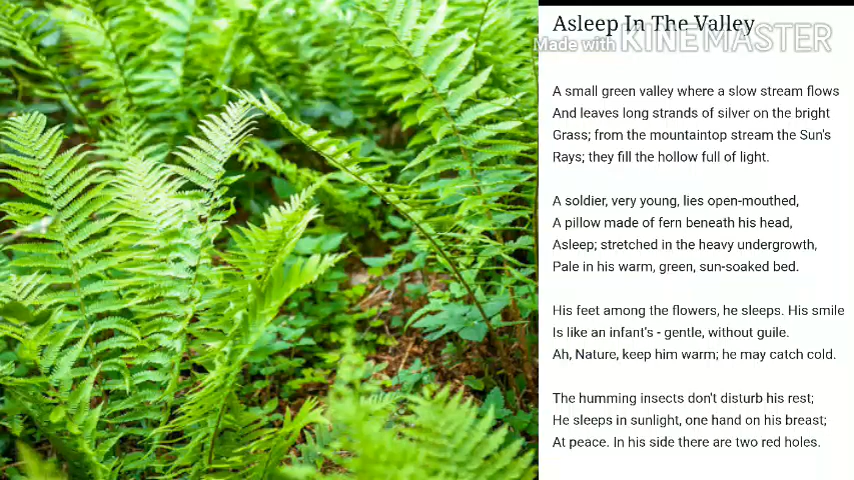 Asleep In The Valley
Made with KINEMASTER
A small green valley where a slow stream flows
And leaves long strands of silver on the bright
Grass; from the mountaintop stream the Sun's
Rays; they fill the hollow full of light.
A soldier, very young, lies open-mouthed,
A pillow made of fern beneath his head,
Asleep; stretched in the heavy undergrowth,
Pale in his warm, green, sun-soaked bed.
His feet among the flowers, he sleeps. His smile
Is like an infant's - gentle, without guile.
Ah, Nature, keep him warm; he may catch cold.
The humming insects don't disturb his rest;
He sleeps in sunlight, one hand on his breast;
At peace. In his side there are two red holes.